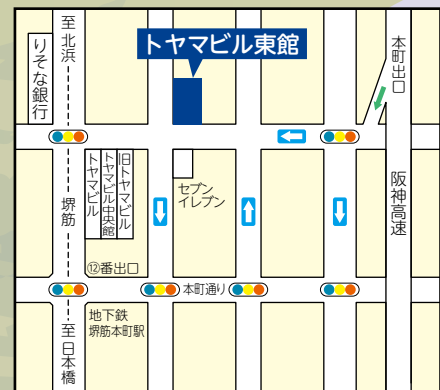 至北浜
りそな銀行
トヤマビル東館
本町出口
トヤマビル
トヤマビル中央館
旧トヤマビル
セブン
イレブン
堺筋
阪神高速
⑫番出口
本町通り
地下鉄
堺筋本町駅
至日本橋